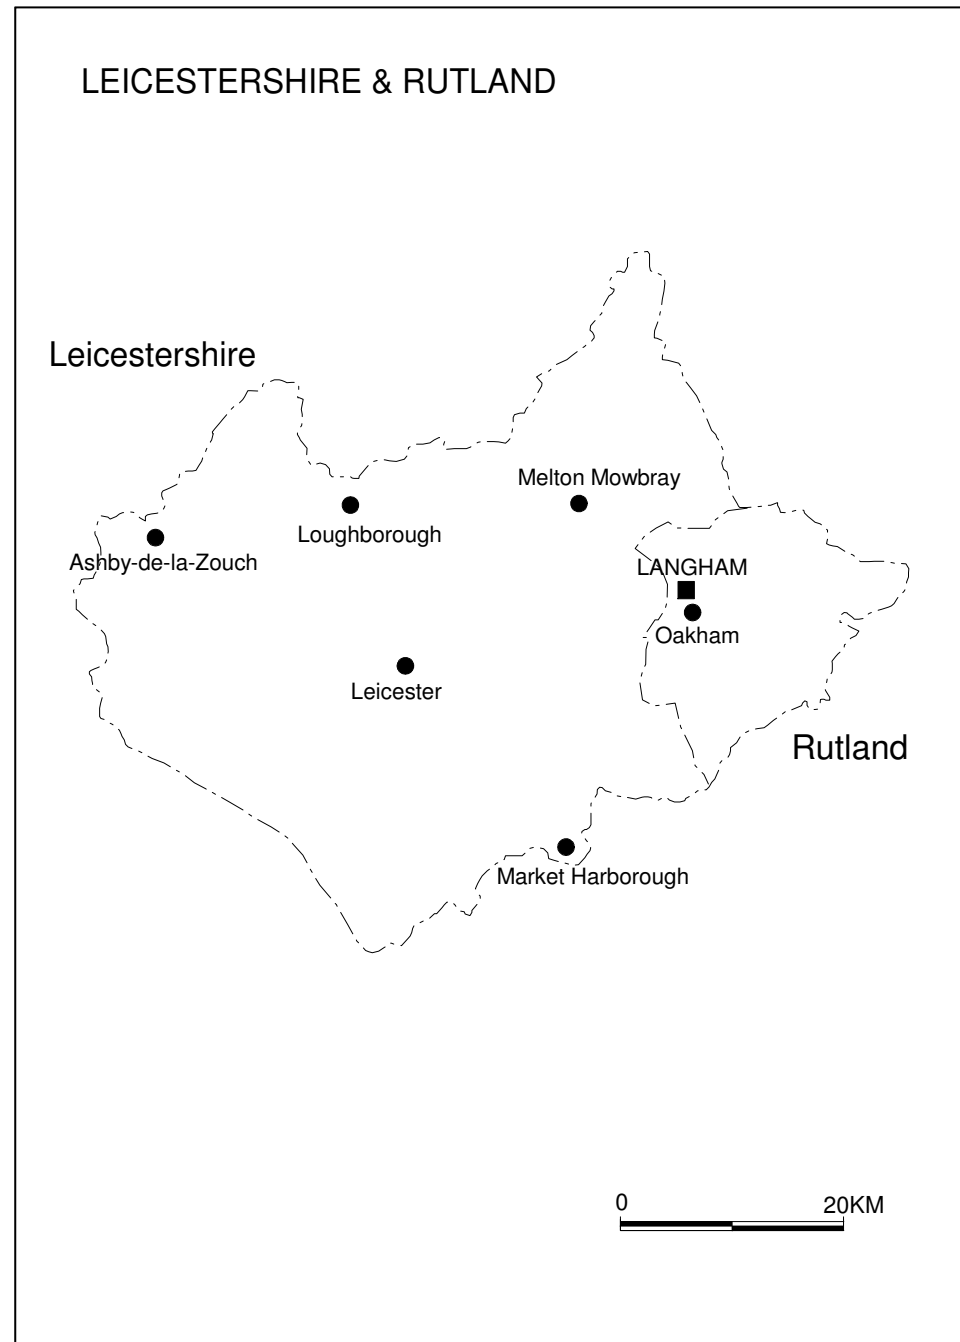 LEICESTERSHIRE & RUTLAND
Leicestershire
Melton Mowbray
Loughborough
Ashby-de-la-Zouch
LANGHAM
Oakham
Leicester
Rutland
Market Harborough
0 20KM